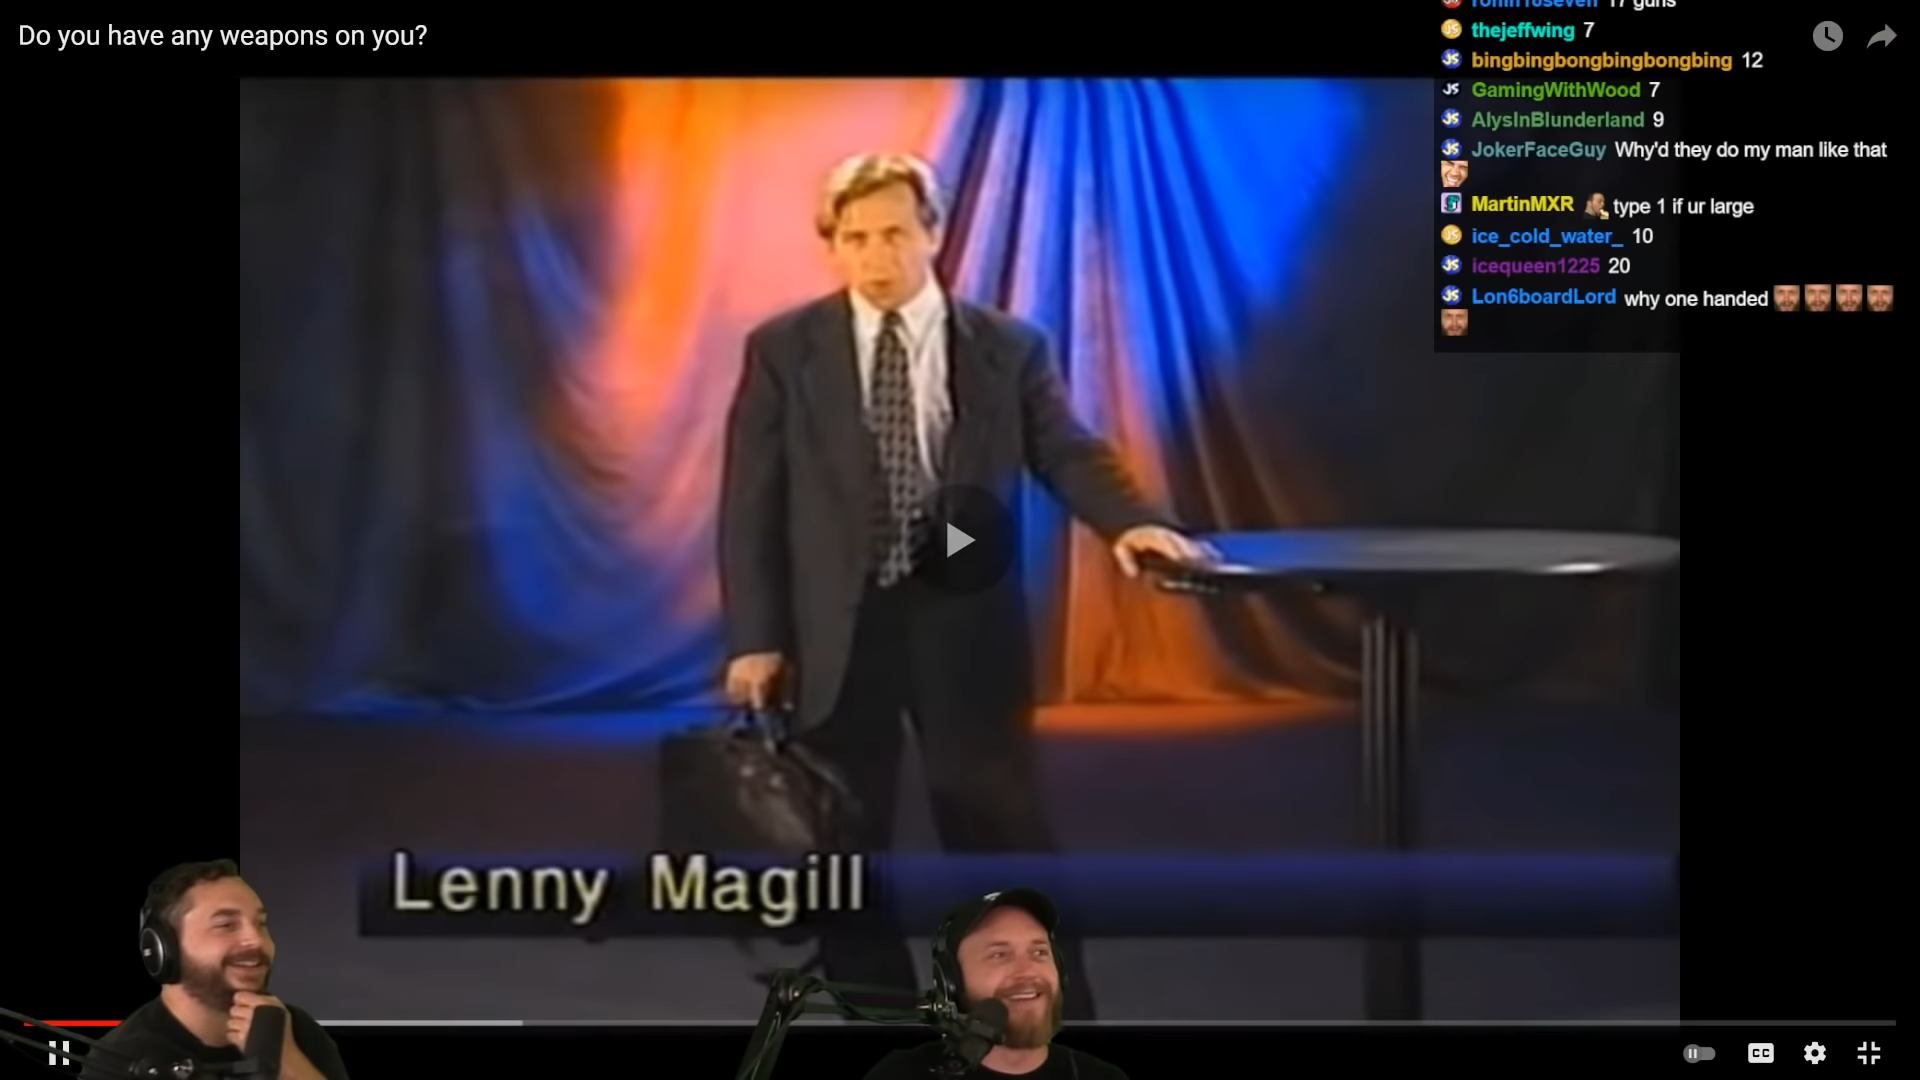 Do you have any weapons on you?
romin18seven 17 guns
thejeffwing 7
bingbingbongbingbongbing 12
GamingWithWood 7
AlysInBlunderland 9
JokerFaceGuy Why'd they do my man like that
MartinMXR type 1 if ur large
ice_cold_water_ 10
icequeen1225 20
Lon6boardLord why one handed
Lenny Magill
CC